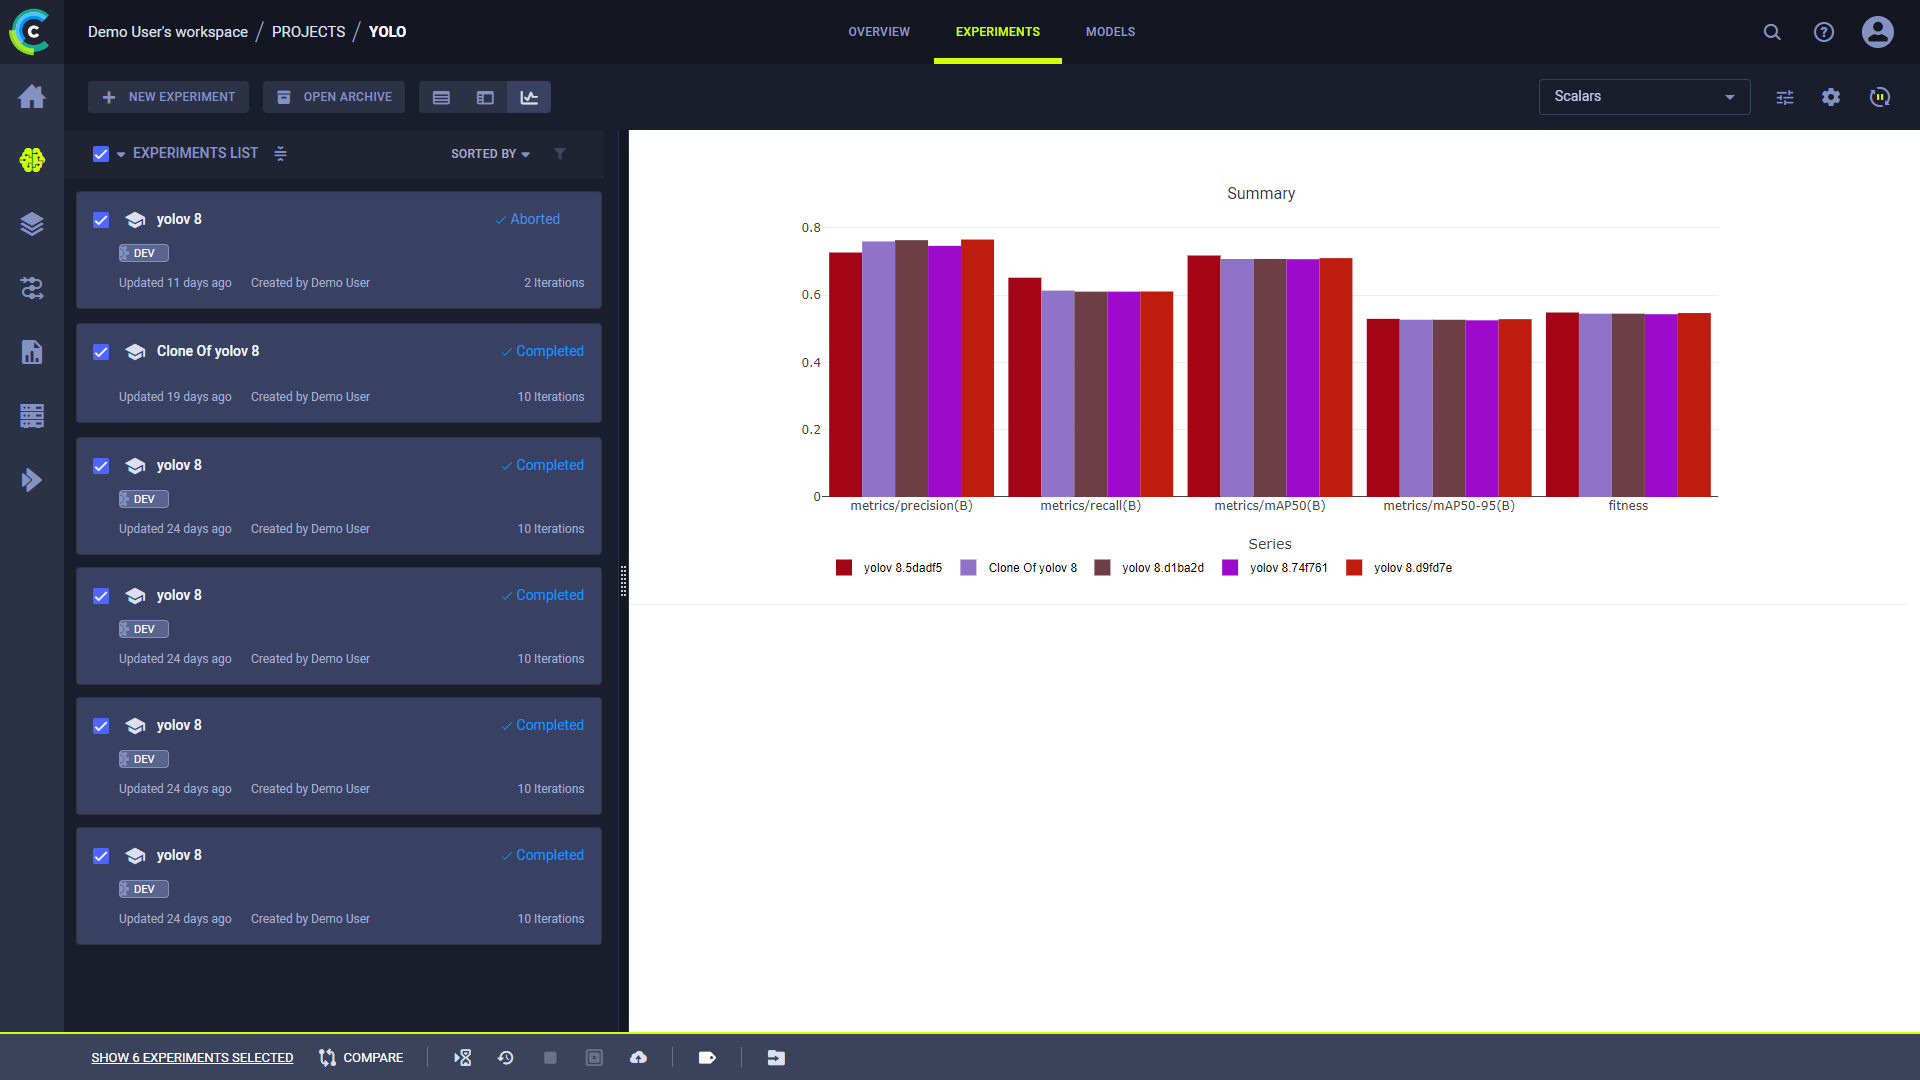 Demo User's workspace / PROJECTS / YOLO
OVERVIEW EXPERIMENTS MODELS
NEW EXPERIMENT OPEN ARCHIVE Scalars
EXPERIMENTS LIST SORTED BY
yolov 8 Aborted
DEV
Updated 11 days ago Created by Demo User 2 Iterations
Clone Of yolov 8 Completed
Updated 19 days ago Created by Demo User 10 Iterations
yolov 8 Completed
DEV
Updated 24 days ago Created by Demo User 10 Iterations
yolov 8 Completed
DEV
Updated 24 days ago Created by Demo User 10 Iterations
yolov 8 Completed
DEV
Updated 24 days ago Created by Demo User 10 Iterations
yolov 8 Completed
DEV
Updated 24 days ago Created by Demo User 10 Iterations
Summary
0.8
0.6
0.4
0.2
0
metrics/precision(B) metrics/recall(B) metrics/mAP50(B) metrics/mAP50-95(B) fitness
Series
yolov 8.5dadf5 Clone Of yolov 8 yolov 8.d1ba2d yolov 8.74f761 yolov 8.d9fd7e
SHOW 6 EXPERIMENTS SELECTED COMPARE